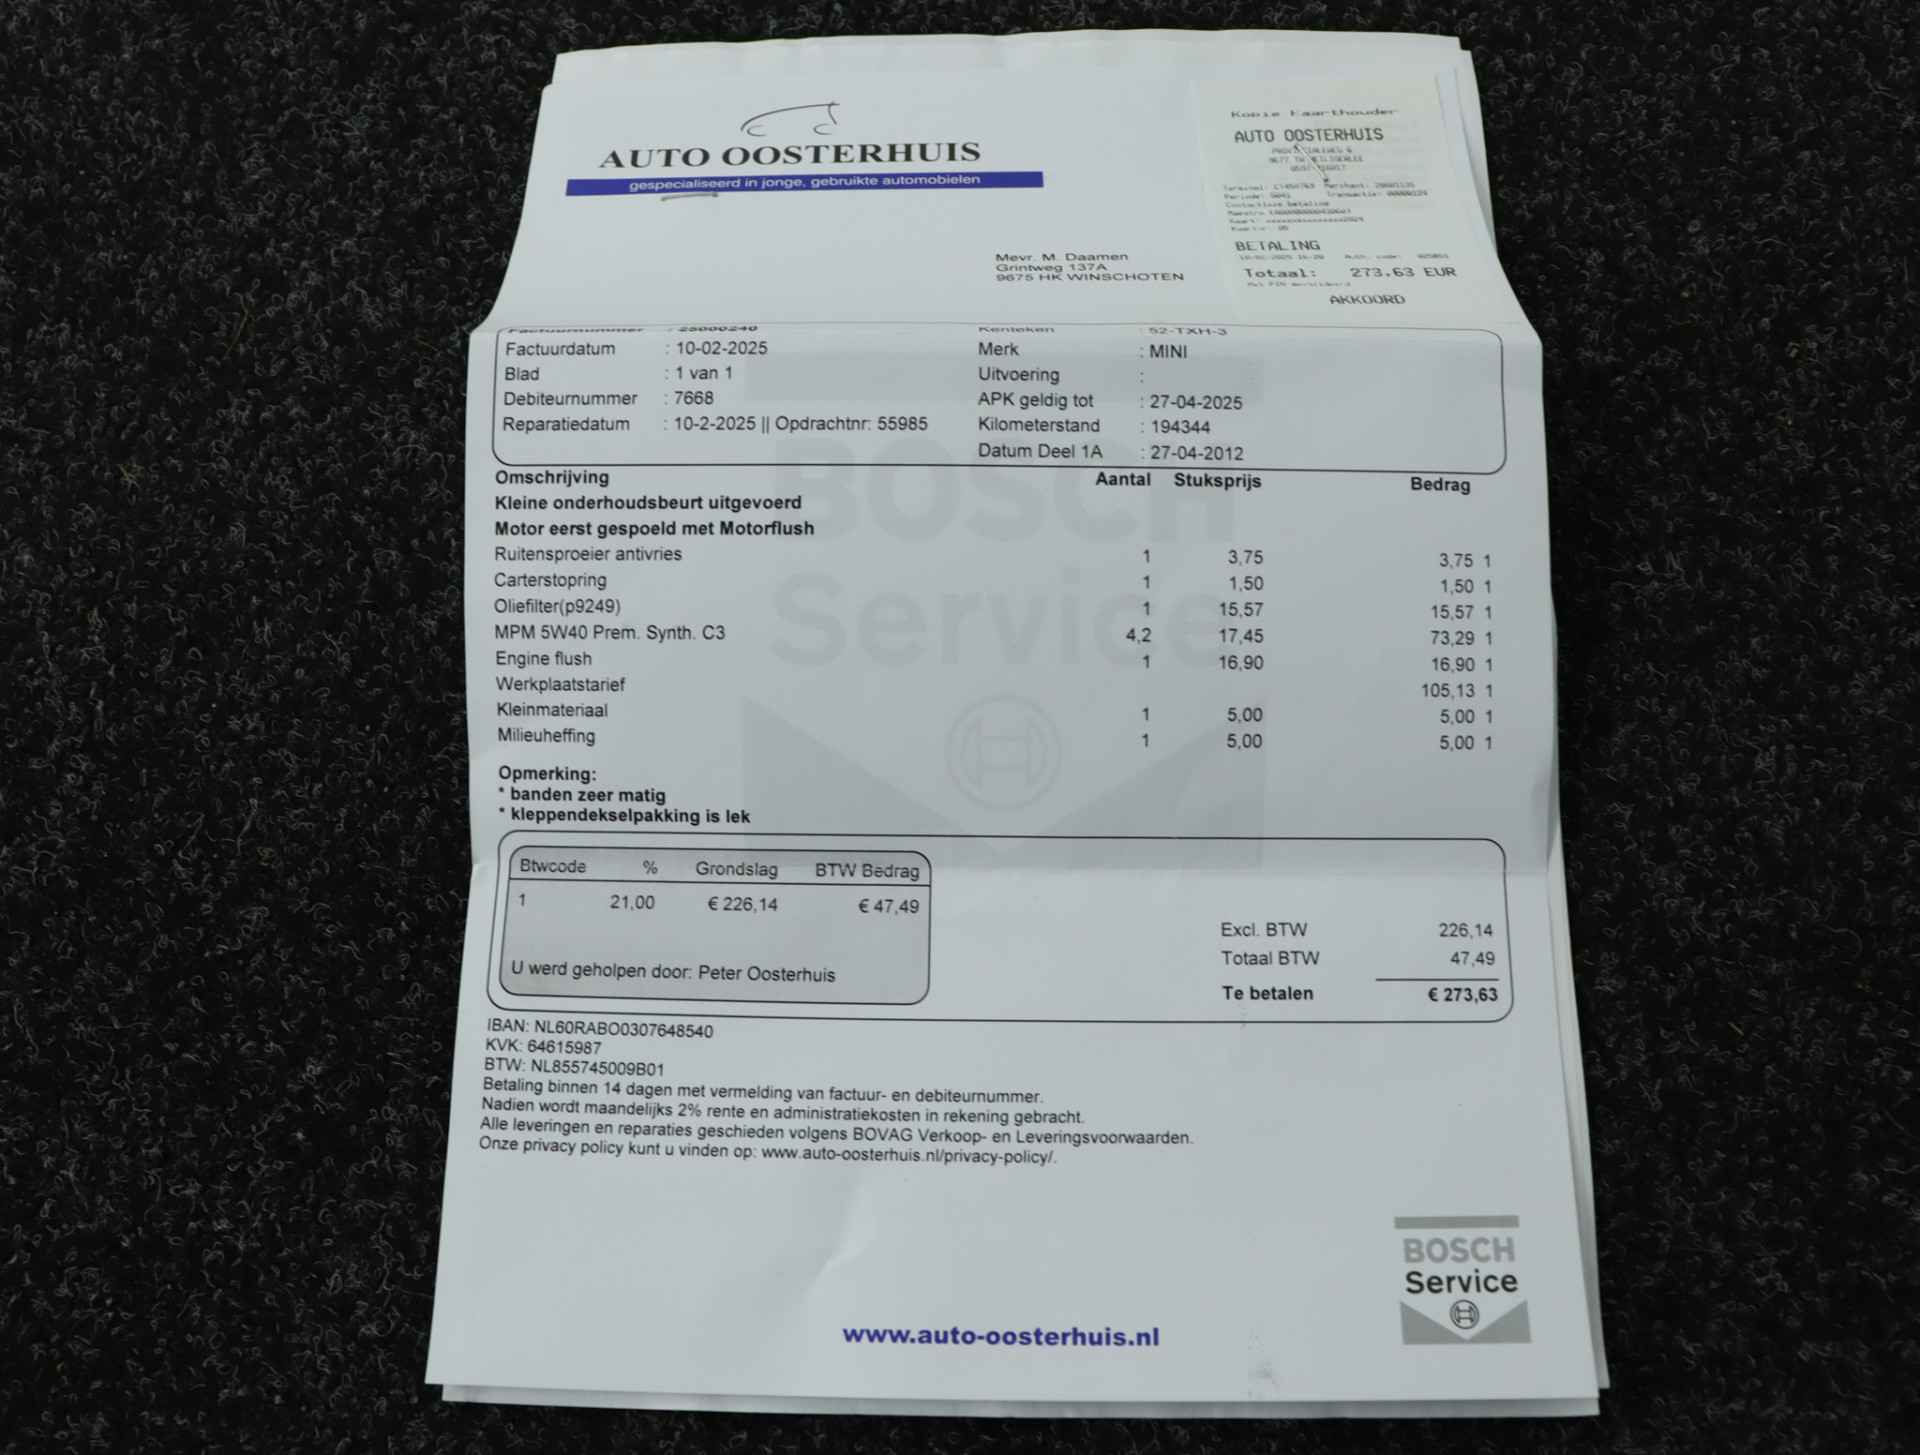 AUTO OOSTERHUIS
gespecialiseerd in jonge, gebruikte automobielen
Kopie Kaarthouder
AUTO OOSTERHUIS
Contactloze betaling
BETALING
Totaal: 273,63 EUR
AKKOORD
Mevr. M. Daamen
Grintweg 137A
9675 HK WINSCHOTEN
Factuurnummer : 25000240 Kenteken : 52-TXH-3
Factuurdatum : 10-02-2025 Merk : MINI
Blad : 1 van 1 Uitvoering :
Debiteurnummer : 7668 APK geldig tot : 27-04-2025
Reparatiedatum : 10-2-2025 || Opdrachtnr: 55985 Kilometerstand : 194344
Datum Deel 1A : 27-04-2012
Omschrijving Aantal Stuksprijs Bedrag
Kleine onderhoudsbeurt uitgevoerd
Motor eerst gespoeld met Motorflush
Ruitensproeier antivries 1 3,75 3,75 1
Carterstopring 1 1,50 1,50 1
Oliefilter(p9249) 1 15,57 15,57 1
MPM 5W40 Prem. Synth. C3 4,2 17,45 73,29 1
Engine flush 1 16,90 16,90 1
Werkplaatstarief 105,13 1
Kleinmateriaal 1 5,00 5,00 1
Milieuheffing 1 5,00 5,00 1
BOSCH
Service
Opmerking:
* banden zeer matig
* kleppendekselpakking is lek
Btwcode % Grondslag BTW Bedrag
1 21,00 € 226,14 € 47,49
U werd geholpen door: Peter Oosterhuis
Excl. BTW 226,14
Totaal BTW 47,49
Te betalen € 273,63
IBAN: NL60RABO0307648540
KVK: 64615987
BTW: NL855745009B01
Betaling binnen 14 dagen met vermelding van factuur- en debiteurnummer.
Nadien wordt maandelijks 2% rente en administratiekosten in rekening gebracht.
Alle leveringen en reparaties geschieden volgens BOVAG Verkoop- en Leveringsvoorwaarden.
Onze privacy policy kunt u vinden op: www.auto-oosterhuis.nl/privacy-policy/.
BOSCH
Service
www.auto-oosterhuis.nl